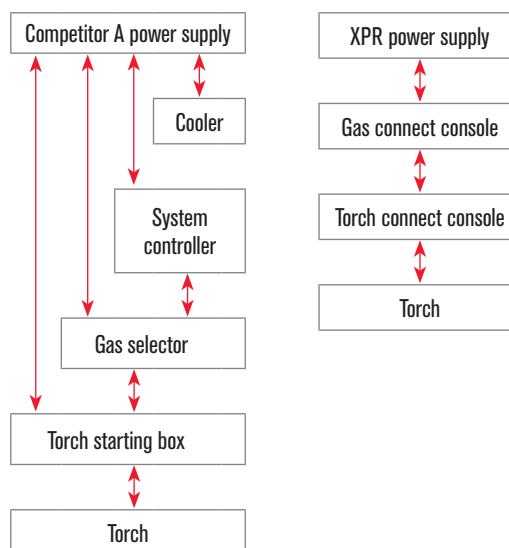 Competitor A power supply
Cooler
System
controller
Gas selector
Torch starting box
Torch
XPR power supply
Gas connect console
Torch connect console
Torch